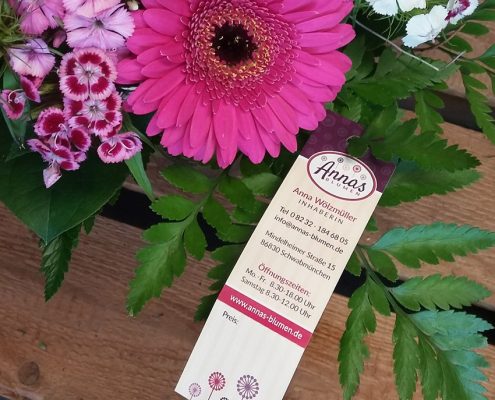 Annas
BLUMEN
Anna Wölzmüller
INHABERIN
Tel 0 82 32 - 184 68 05
info@annas-blumen.de
Mindelheimer Straße 15
86830 Schwabmünchen
Öffnungszeiten:
Mo. Fr. 8.30-18.00 Uhr
Samstag 8.30-12.00 Uhr
www.annas-blumen.de
Preis: